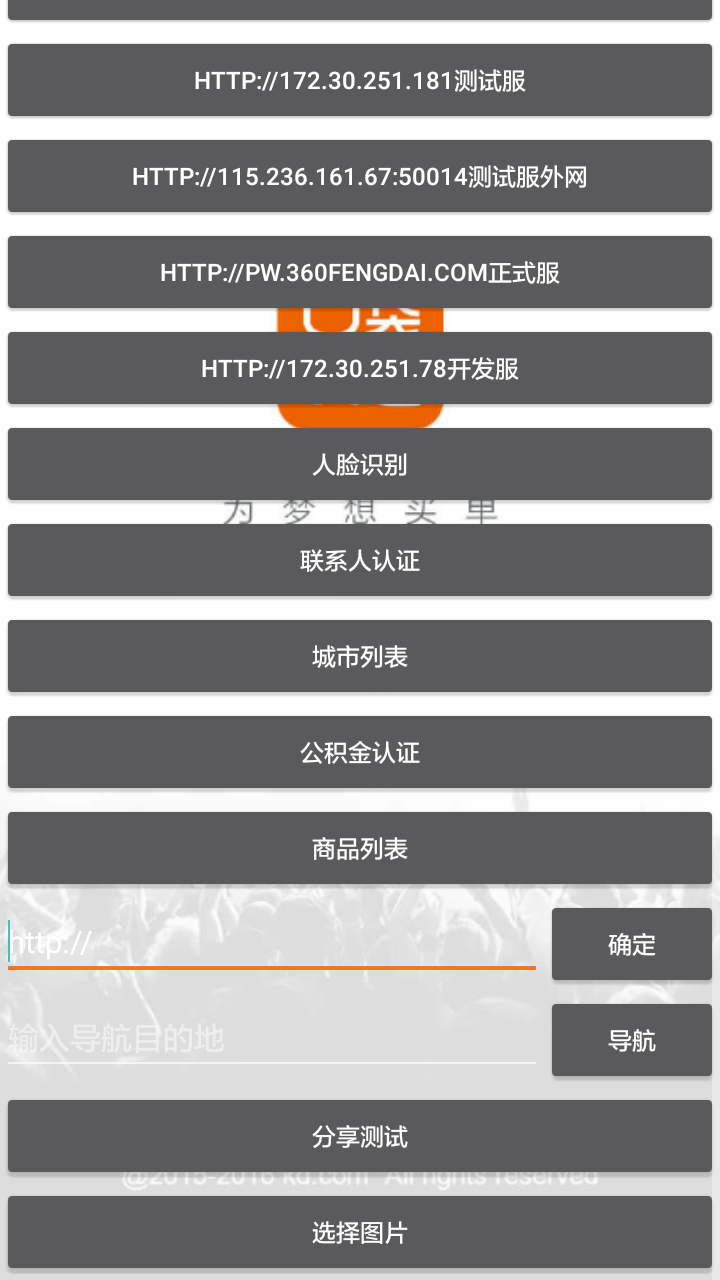 HTTP://172.30.251.181测试服
HTTP://115.236.161.67:50014测试服外网
HTTP://PW.360FENGDAI.COM正式服
HTTP://172.30.251.78开发服
人脸识别
为梦想买单
联系人认证
城市列表
公积金认证
商品列表
http://
确定
输入导航目的地
导航
分享测试
@2015-2016 kd.com All rights reserved
选择图片